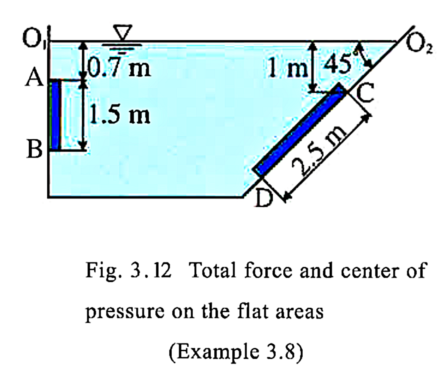 O₁ O₂
0.7 m 1 m 45°
A C
1.5 m
B 2.5 m
D
Fig. 3.12 Total force and center of
pressure on the flat areas
(Example 3.8)